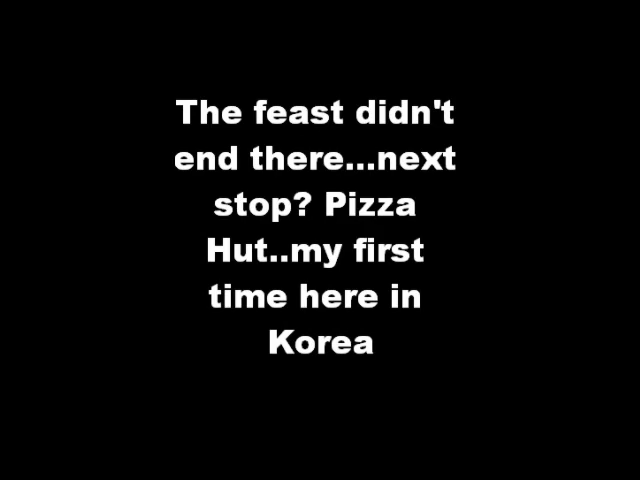 The feast didn't
end there...next
stop? Pizza
Hut..my first
time here in
Korea